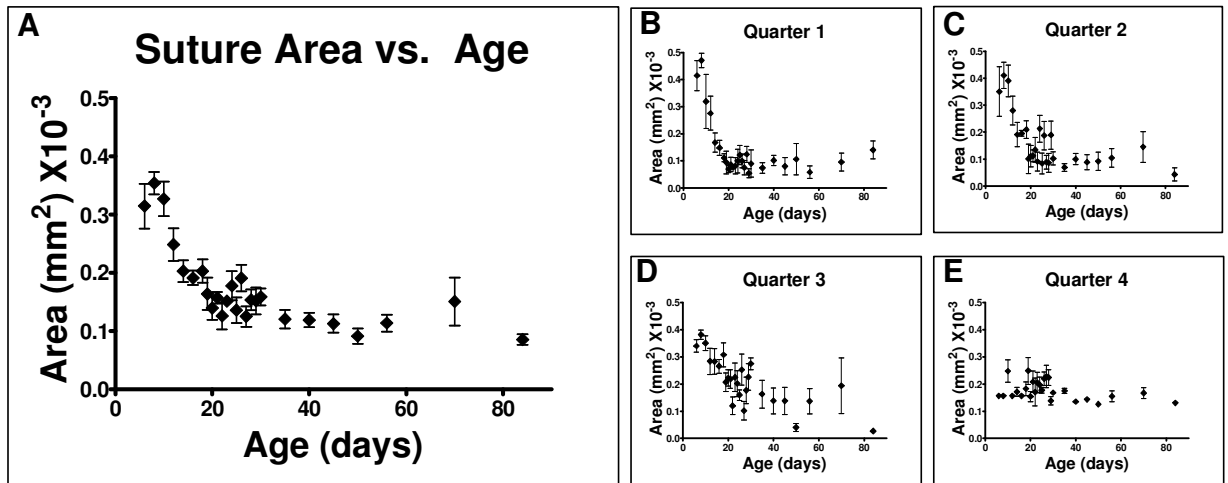 A
Suture Area vs. Age
0.5
0.4
0.3
0.2
0.1
0.0
0 20 40 60 80
Area (mm²) X10⁻³
Age (days)
B
Quarter 1
0.5
0.4
0.3
0.2
0.1
0.0
0 20 40 60 80
Area (mm²) X10⁻³
Age (days)
C
Quarter 2
0.5
0.4
0.3
0.2
0.1
0.0
0 20 40 60 80
Area (mm²) X10⁻³
Age (days)
D
Quarter 3
0.5
0.4
0.3
0.2
0.1
0.0
0 20 40 60 80
Area (mm²) X10⁻³
Age (days)
E
Quarter 4
0.5
0.4
0.3
0.2
0.1
0.0
0 20 40 60 80
Area (mm²) X10⁻³
Age (days)